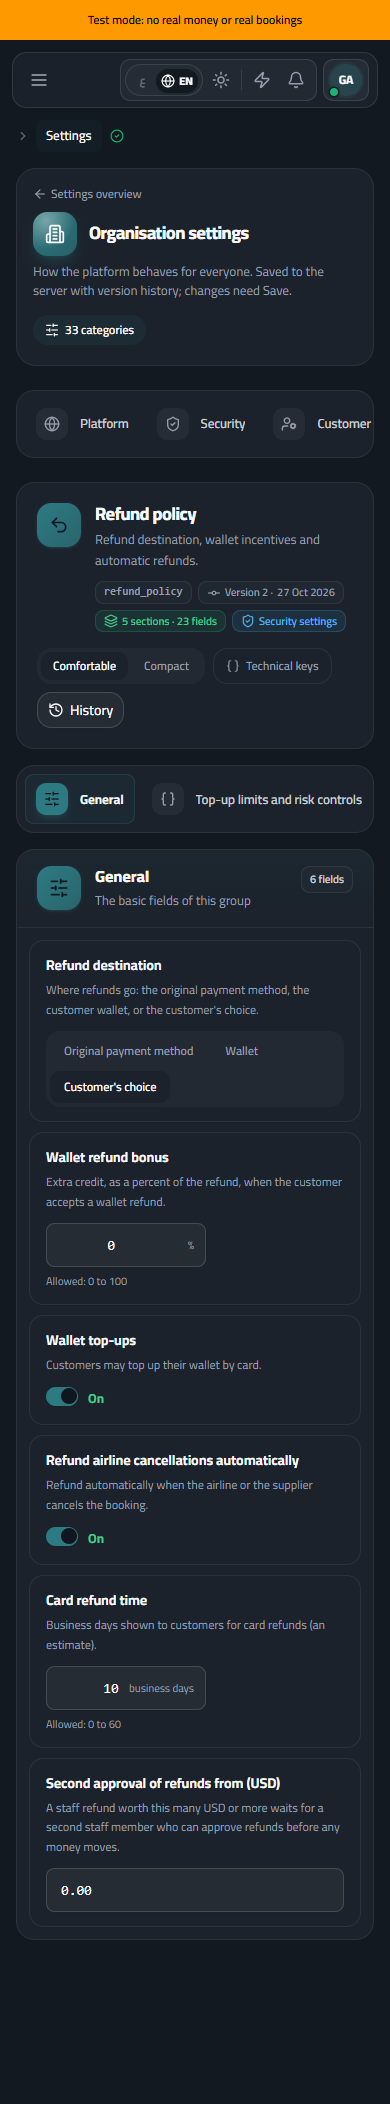 Test mode: no real money or real bookings
ع
EN
GA
Settings
Settings overview
Organisation settings
How the platform behaves for everyone. Saved to the
server with version history; changes need Save.
33 categories
Platform
Security
Customer
Refund policy
Refund destination, wallet incentives and
automatic refunds.
refund_policy
Version 2 · 27 Oct 2026
5 sections · 23 fields
Security settings
Comfortable
Compact
{ } Technical keys
History
General
{ } Top-up limits and risk controls
General
6 fields
The basic fields of this group
Refund destination
Where refunds go: the original payment method, the
customer wallet, or the customer's choice.
Original payment method
Wallet
Customer's choice
Wallet refund bonus
Extra credit, as a percent of the refund, when the customer
accepts a wallet refund.
0 %
Allowed: 0 to 100
Wallet top-ups
Customers may top up their wallet by card.
On
Refund airline cancellations automatically
Refund automatically when the airline or the supplier
cancels the booking.
On
Card refund time
Business days shown to customers for card refunds (an
estimate).
10 business days
Allowed: 0 to 60
Second approval of refunds from (USD)
A staff refund worth this many USD or more waits for a
second staff member who can approve refunds before any
money moves.
0.00